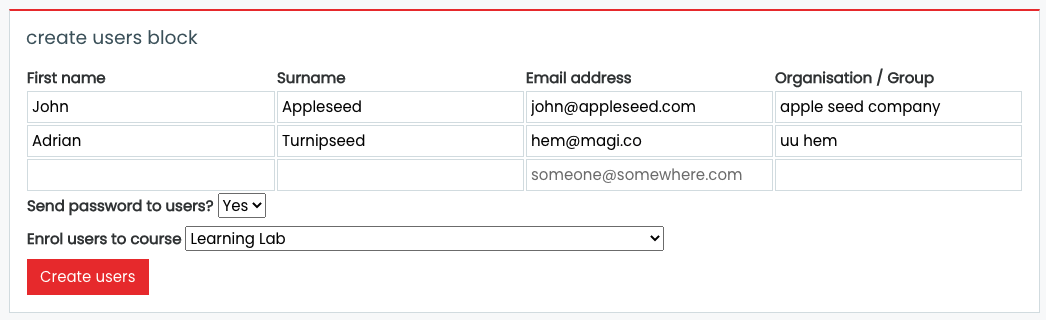 create users block
First name Surname Email address Organisation / Group
John Appleseed john@appleseed.com apple seed company
Adrian Turnipseed hem@magi.co uu hem
someone@somewhere.com
Send password to users? Yes
Enrol users to course Learning Lab
Create users